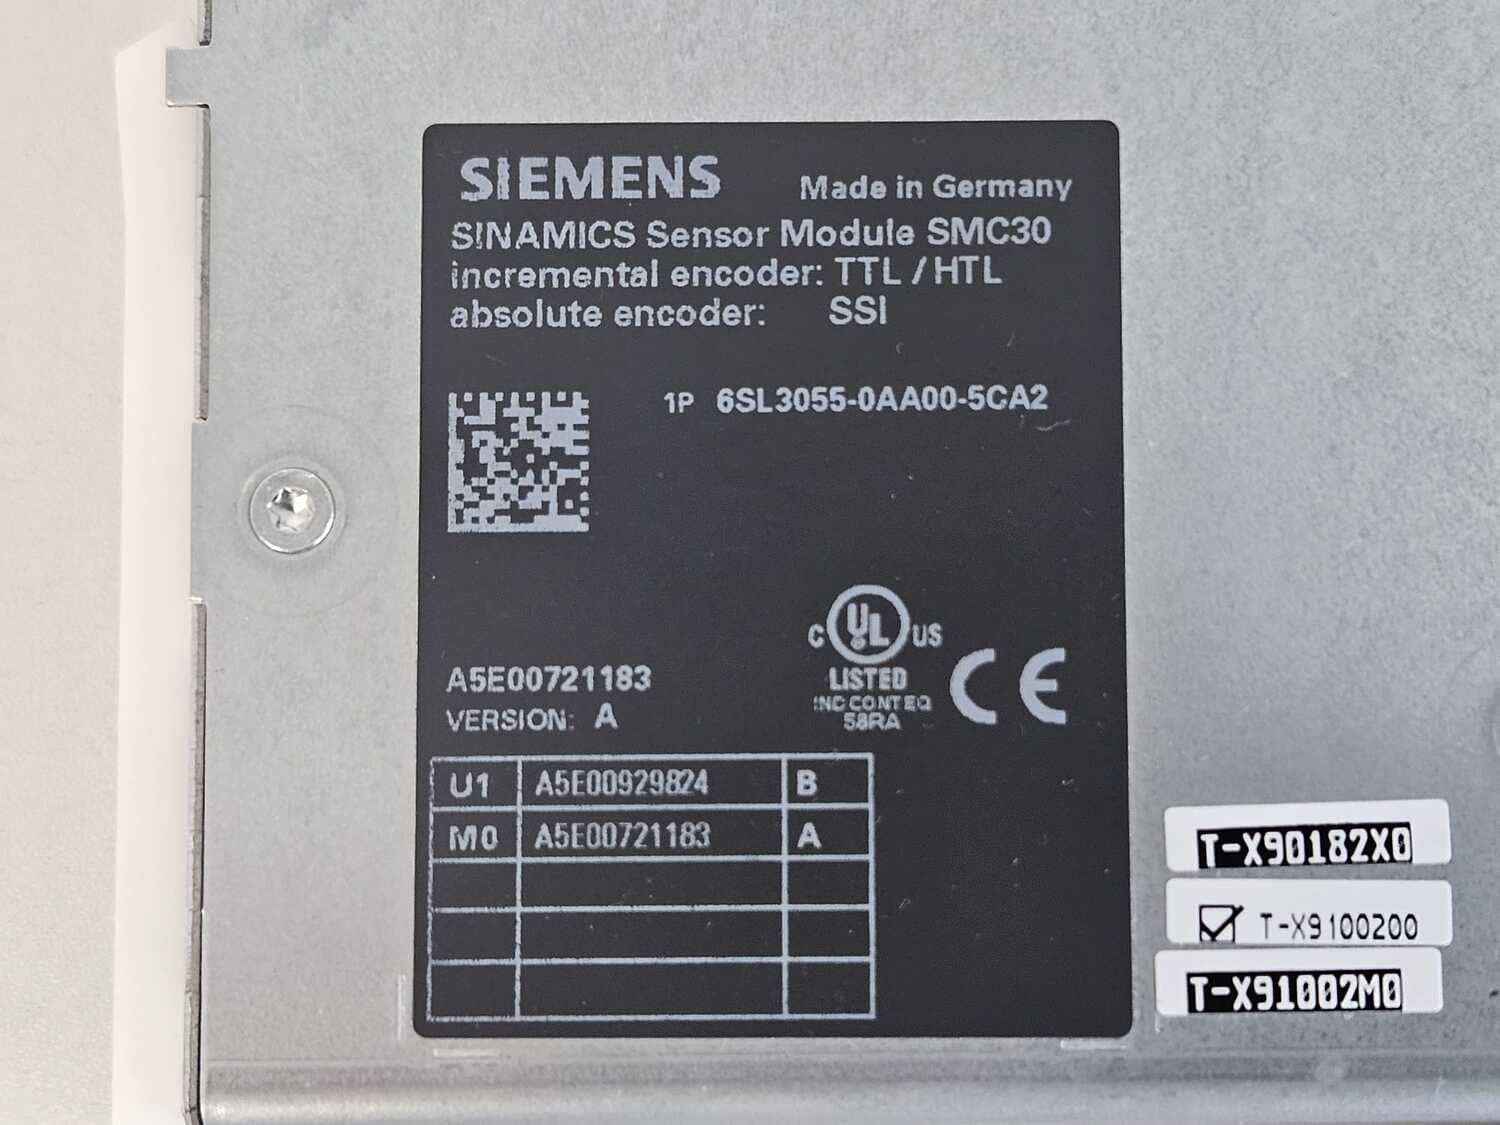 SIEMENS Made in Germany
SINAMICS Sensor Module SMC30
incremental encoder: TTL / HTL
absolute encoder: SSI
1P 6SL3055-0AA00-5CA2
C UL US
LISTED
IND CONT EQ
58RA
CE
A5E00721183
VERSION: A
U1 A5E00929824 B
M0 A5E00721183 A
T-X90182X0
T-X9100200
T-X91002M0